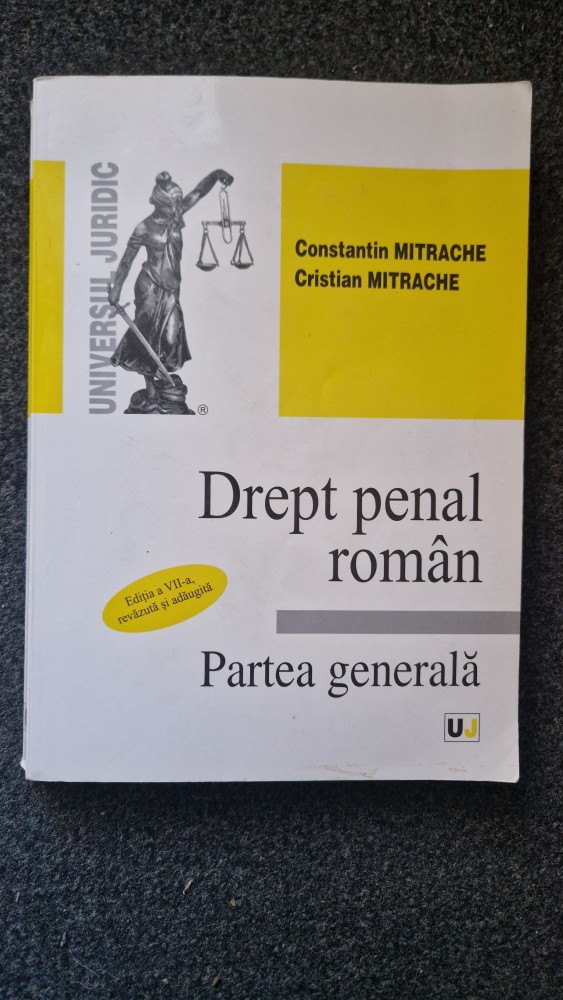 UNIVERSUL JURIDIC
®
Constantin MITRACHE
Cristian MITRACHE
Drept penal
român
Ediția a VII-a,
revăzută și adăugită
Partea generală
UJ